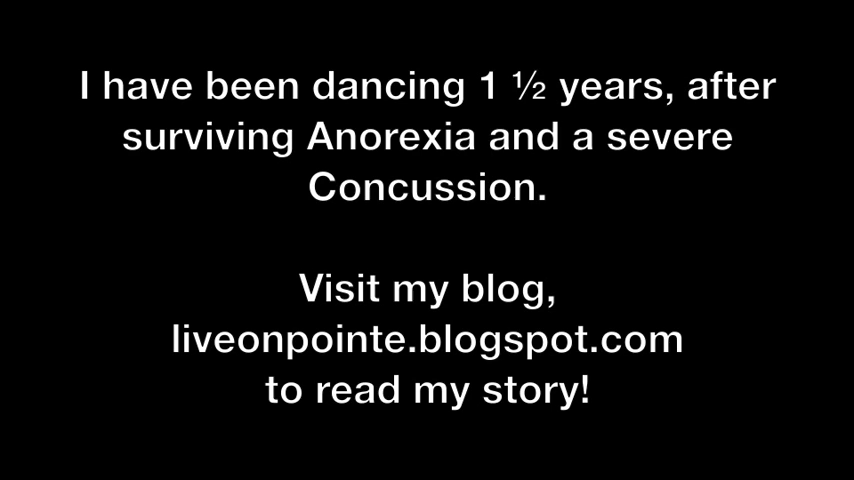 I have been dancing 1 ½ years, after
surviving Anorexia and a severe
Concussion.
Visit my blog,
liveonpointe.blogspot.com
to read my story!